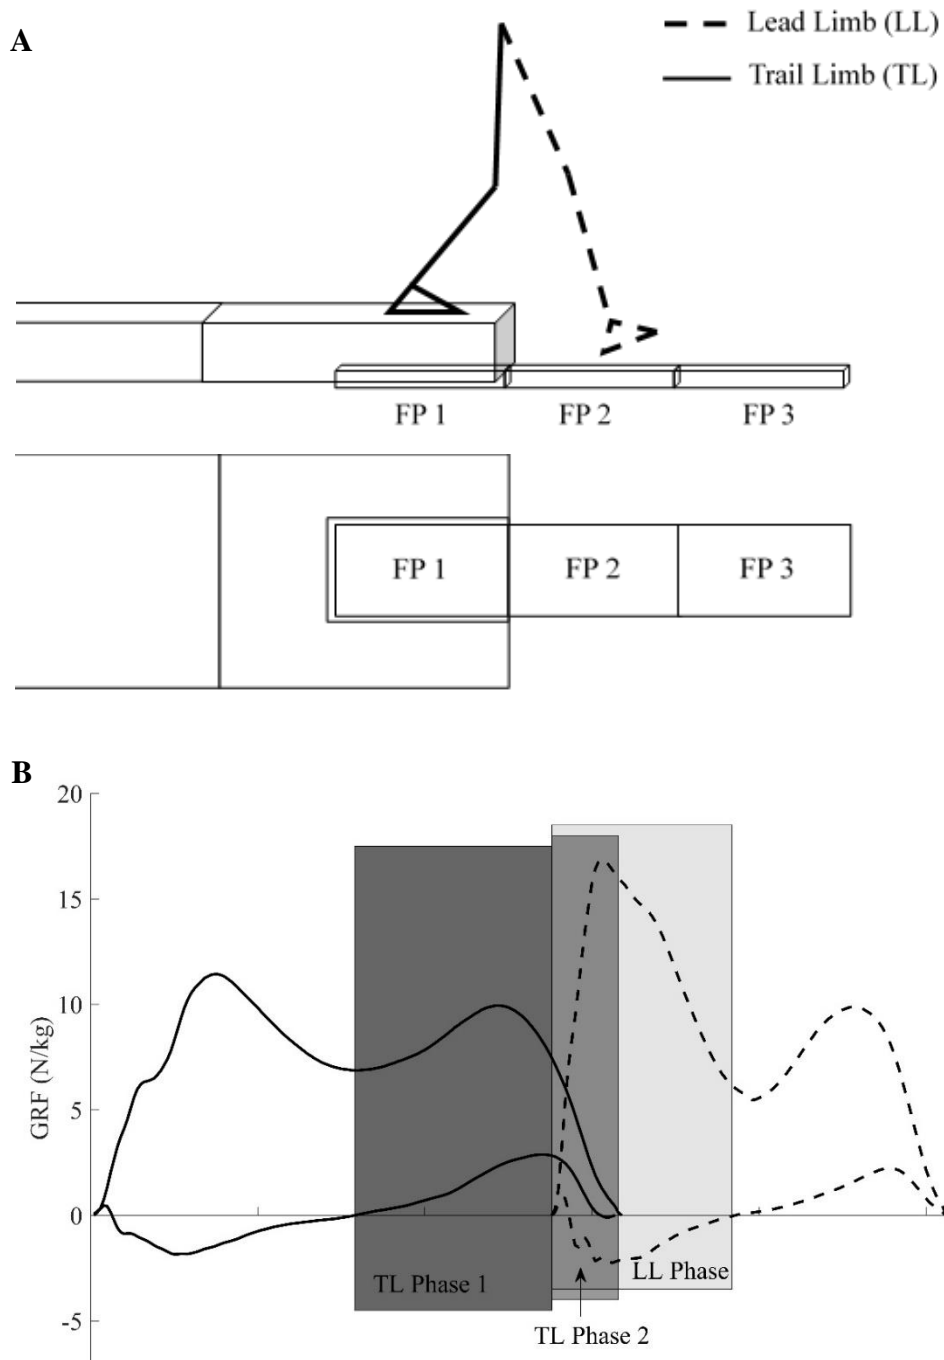 A
Lead Limb (LL)
Trail Limb (TL)
FP 1 FP 2 FP 3
FP 1 FP 2 FP 3
B
20
15
10
5
0
-5
GRF (N/kg)
TL Phase 1
LL Phase
TL Phase 2